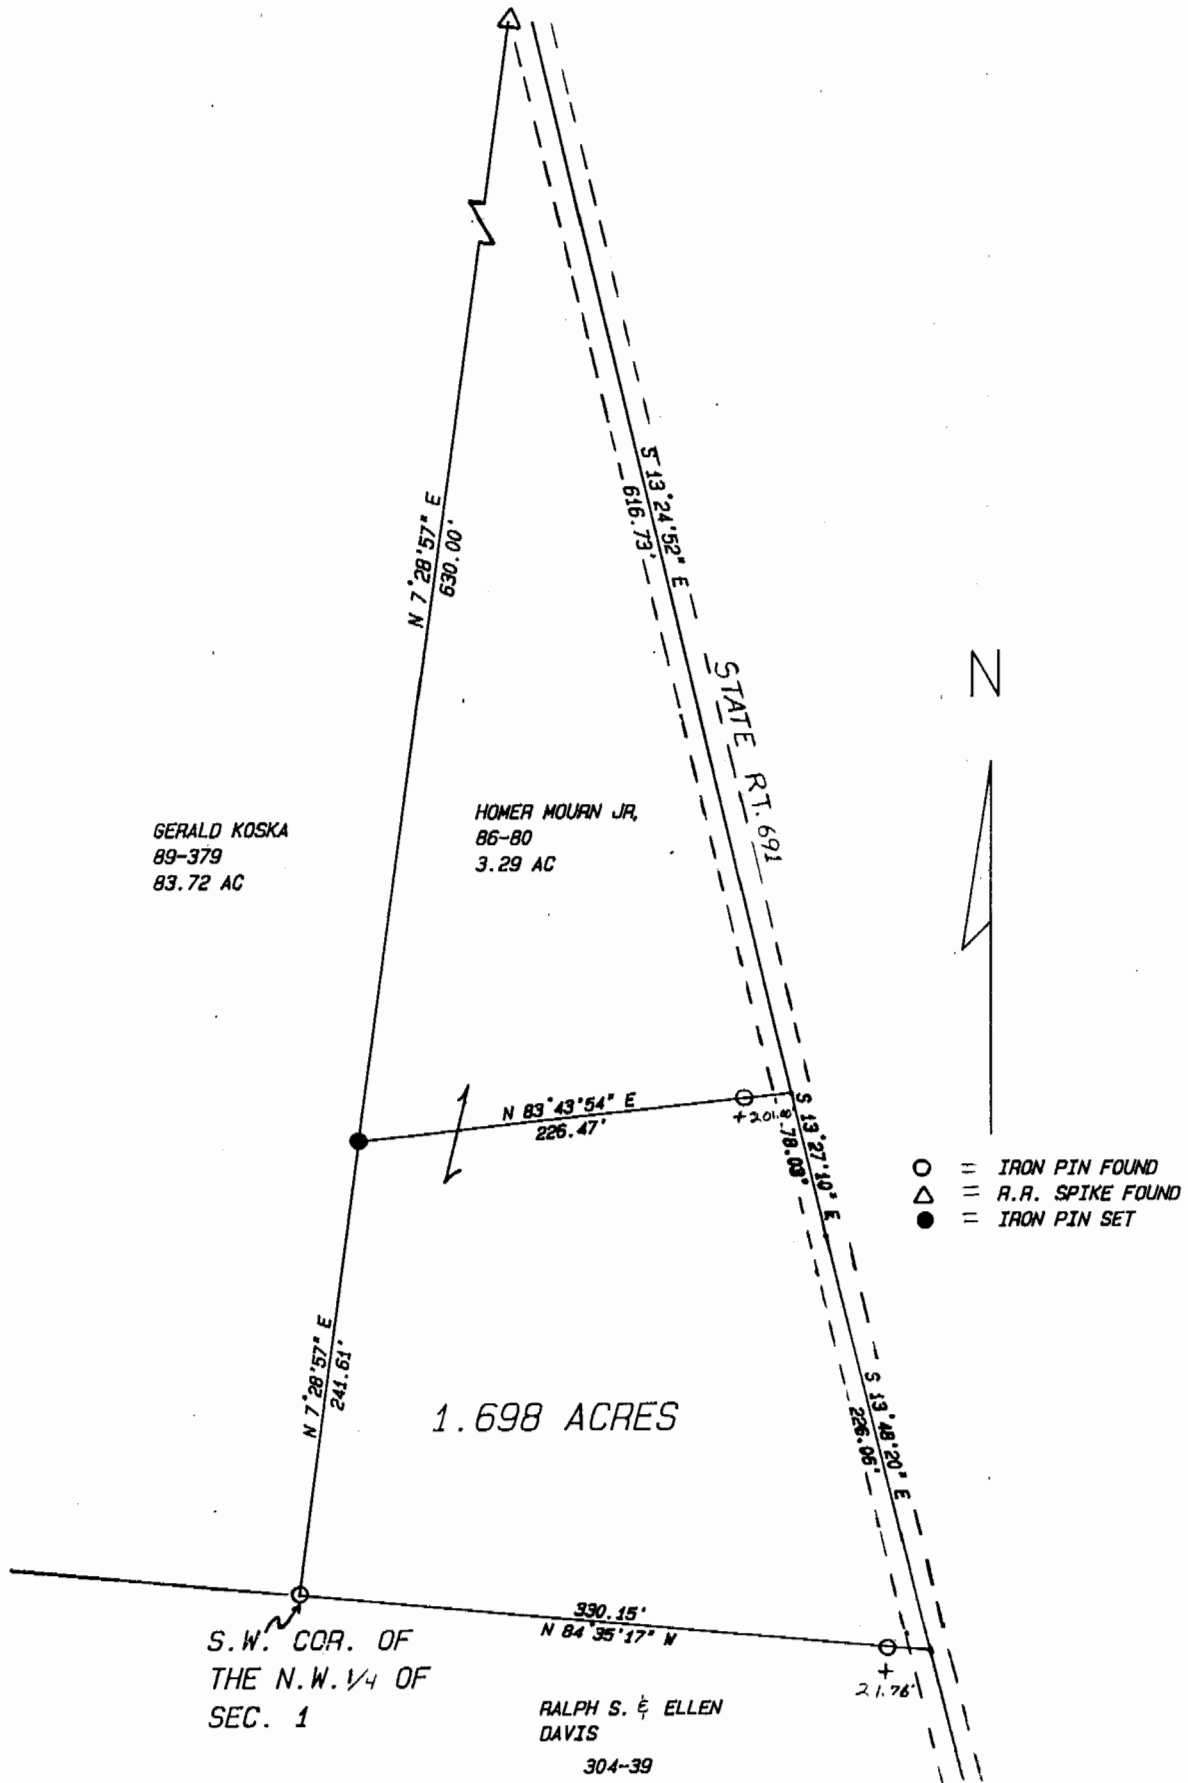 N 7°28'57" E
630.00'
S 13°24'52" E
616.73'
STATE RT. 691
N
GERALD KOSKA
89-379
83.72 AC
HOMER MOURN JR,
86-80
3.29 AC
N 83°43'54" E
226.47'
+201.8'
S 13°27'10" E
78.03'
○ = IRON PIN FOUND
△ = R.R. SPIKE FOUND
● = IRON PIN SET
N 7°28'57" E
241.61'
1.698 ACRES
S 13°48'20" E
226.06'
330.15'
N 84°35'17" W
+
21.76'
S.W. COR. OF
THE N.W. 1/4 OF
SEC. 1
RALPH S. & ELLEN
DAVIS
304-39